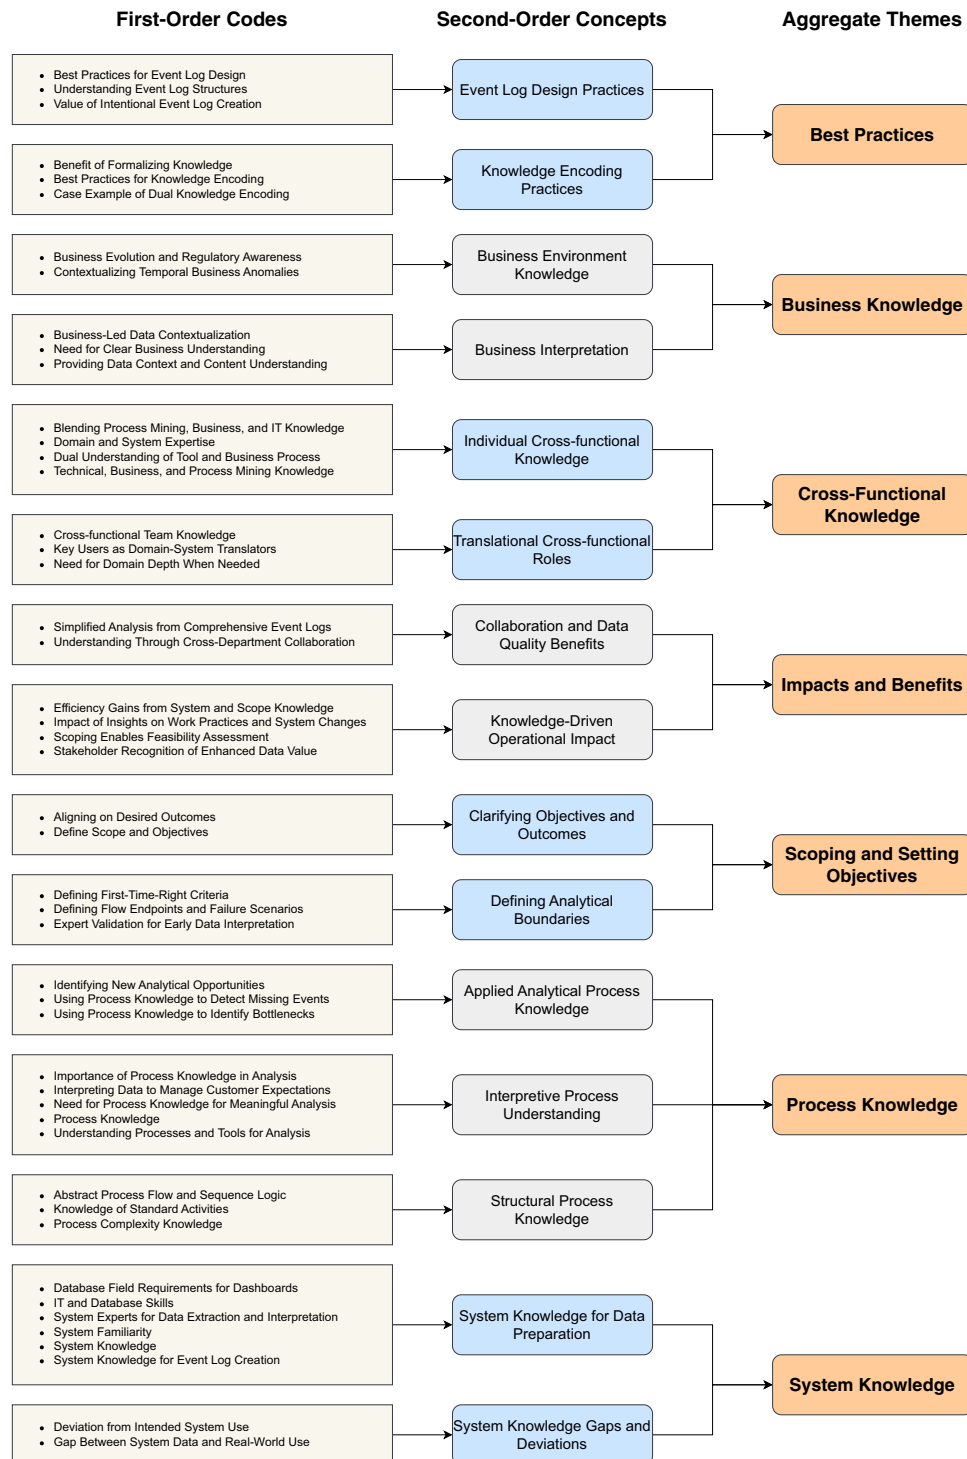 First-Order Codes
Second-Order Concepts
Aggregate Themes
Best Practices for Event Log Design
Understanding Event Log Structures
Value of Intentional Event Log Creation
Event Log Design Practices
Best Practices
Benefit of Formalizing Knowledge
Best Practices for Knowledge Encoding
Case Example of Dual Knowledge Encoding
Knowledge Encoding
Practices
Business Evolution and Regulatory Awareness
Contextualizing Temporal Business Anomalies
Business Environment
Knowledge
Business Knowledge
Business-Led Data Contextualization
Need for Clear Business Understanding
Providing Data Context and Content Understanding
Business Interpretation
Blending Process Mining, Business, and IT Knowledge
Domain and System Expertise
Dual Understanding of Tool and Business Process
Technical, Business, and Process Mining Knowledge
Individual Cross-functional
Knowledge
Cross-Functional
Knowledge
Cross-functional Team Knowledge
Key Users as Domain-System Translators
Need for Domain Depth When Needed
Translational Cross-functional
Roles
Simplified Analysis from Comprehensive Event Logs
Understanding Through Cross-Department Collaboration
Collaboration and Data
Quality Benefits
Impacts and Benefits
Efficiency Gains from System and Scope Knowledge
Impact of Insights on Work Practices and System Changes
Scoping Enables Feasibility Assessment
Stakeholder Recognition of Enhanced Data Value
Knowledge-Driven
Operational Impact
Aligning on Desired Outcomes
Define Scope and Objectives
Clarifying Objectives and
Outcomes
Scoping and Setting
Objectives
Defining First-Time-Right Criteria
Defining Flow Endpoints and Failure Scenarios
Expert Validation for Early Data Interpretation
Defining Analytical
Boundaries
Identifying New Analytical Opportunities
Using Process Knowledge to Detect Missing Events
Using Process Knowledge to Identify Bottlenecks
Applied Analytical Process
Knowledge
Importance of Process Knowledge in Analysis
Interpreting Data to Manage Customer Expectations
Need for Process Knowledge for Meaningful Analysis
Process Knowledge
Understanding Processes and Tools for Analysis
Interpretive Process
Understanding
Process Knowledge
Abstract Process Flow and Sequence Logic
Knowledge of Standard Activities
Process Complexity Knowledge
Structural Process
Knowledge
Database Field Requirements for Dashboards
IT and Database Skills
System Experts for Data Extraction and Interpretation
System Familiarity
System Knowledge
System Knowledge for Event Log Creation
System Knowledge for Data
Preparation
System Knowledge
Deviation from Intended System Use
Gap Between System Data and Real-World Use
System Knowledge Gaps and
Deviations